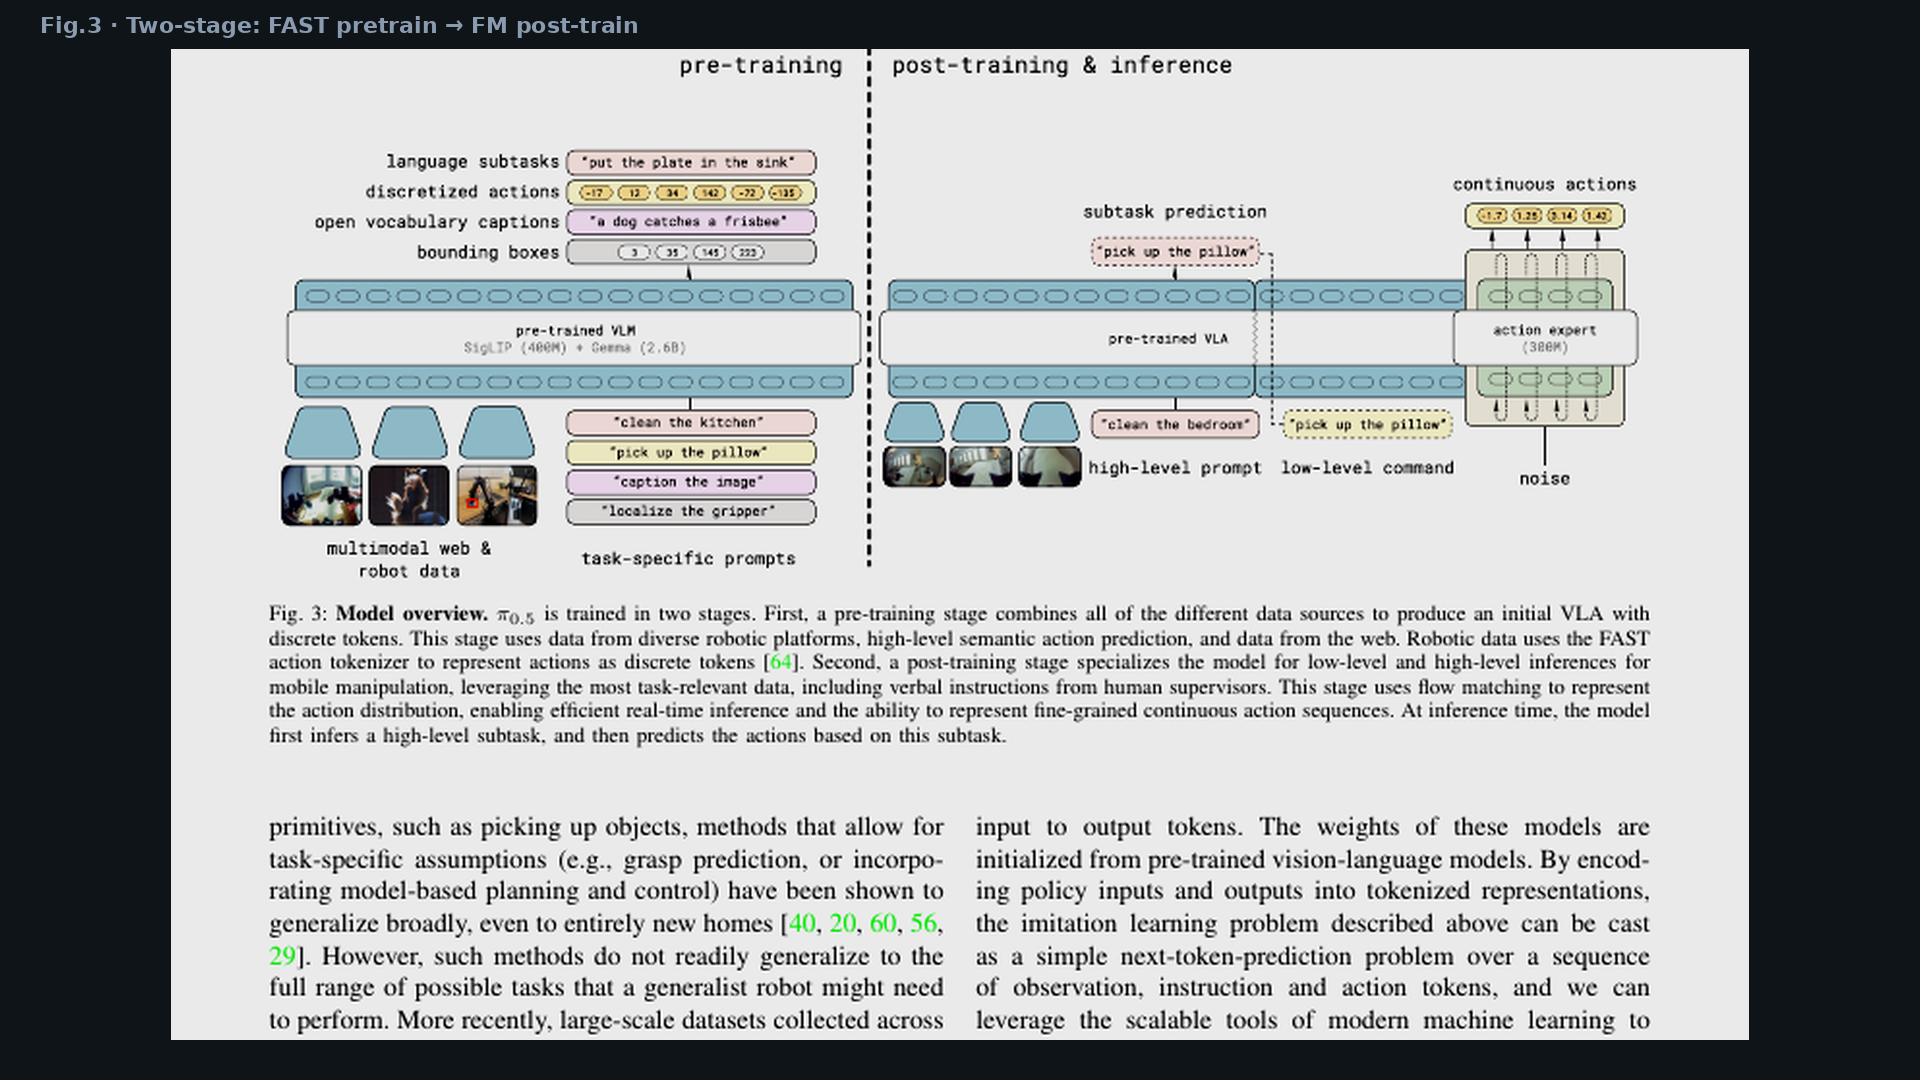 Fig.3 · Two-stage: FAST pretrain → FM post-train
pre-training
post-training & inference
language subtasks
"put the plate in the sink"
discretized actions
-17 12 34 142 -72 -135
open vocabulary captions
"a dog catches a frisbee"
bounding boxes
3 35 145 223
pre-trained VLM
SigLIP (400M) + Gemma (2.6B)
"clean the kitchen"
"pick up the pillow"
"caption the image"
"localize the gripper"
multimodal web &
robot data
task-specific prompts
continuous actions
-1.7 1.25 3.14 1.42
subtask prediction
"pick up the pillow"
pre-trained VLA
action expert
(300M)
"clean the bedroom"
"pick up the pillow"
high-level prompt
low-level command
noise
Fig. 3: Model overview. π0.5 is trained in two stages. First, a pre-training stage combines all of the different data sources to produce an initial VLA with
discrete tokens. This stage uses data from diverse robotic platforms, high-level semantic action prediction, and data from the web. Robotic data uses the FAST
action tokenizer to represent actions as discrete tokens [64]. Second, a post-training stage specializes the model for low-level and high-level inferences for
mobile manipulation, leveraging the most task-relevant data, including verbal instructions from human supervisors. This stage uses flow matching to represent
the action distribution, enabling efficient real-time inference and the ability to represent fine-grained continuous action sequences. At inference time, the model
first infers a high-level subtask, and then predicts the actions based on this subtask.
primitives, such as picking up objects, methods that allow for
task-specific assumptions (e.g., grasp prediction, or incorpo-
rating model-based planning and control) have been shown to
generalize broadly, even to entirely new homes [40, 20, 60, 56,
29]. However, such methods do not readily generalize to the
full range of possible tasks that a generalist robot might need
to perform. More recently, large-scale datasets collected across
input to output tokens. The weights of these models are
initialized from pre-trained vision-language models. By encod-
ing policy inputs and outputs into tokenized representations,
the imitation learning problem described above can be cast
as a simple next-token-prediction problem over a sequence
of observation, instruction and action tokens, and we can
leverage the scalable tools of modern machine learning to